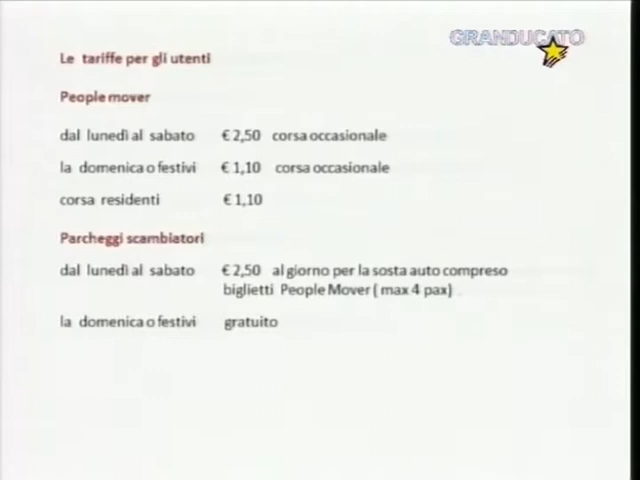 GRANDUCATO
Le tariffe per gli utenti
People mover
dal lunedì al sabato € 2,50 corsa occasionale
la domenica o festivi € 1,10 corsa occasionale
corsa residenti € 1,10
Parcheggi scambiatori
dal lunedì al sabato € 2,50 al giorno per la sosta auto compreso
biglietti People Mover ( max 4 pax) .
la domenica o festivi gratuito